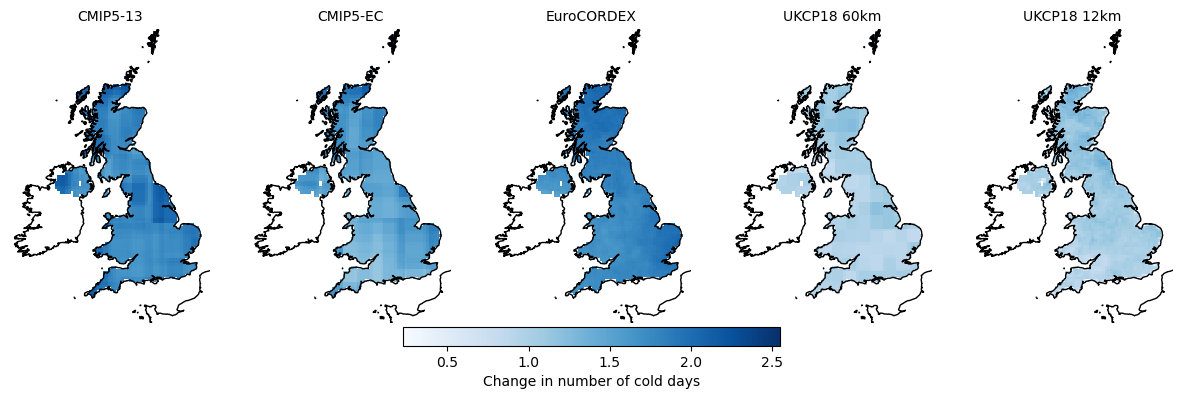 CMIP5-13 CMIP5-EC EuroCORDEX UKCP18 60km UKCP18 12km
0.5 1.0 1.5 2.0 2.5
Change in number of cold days